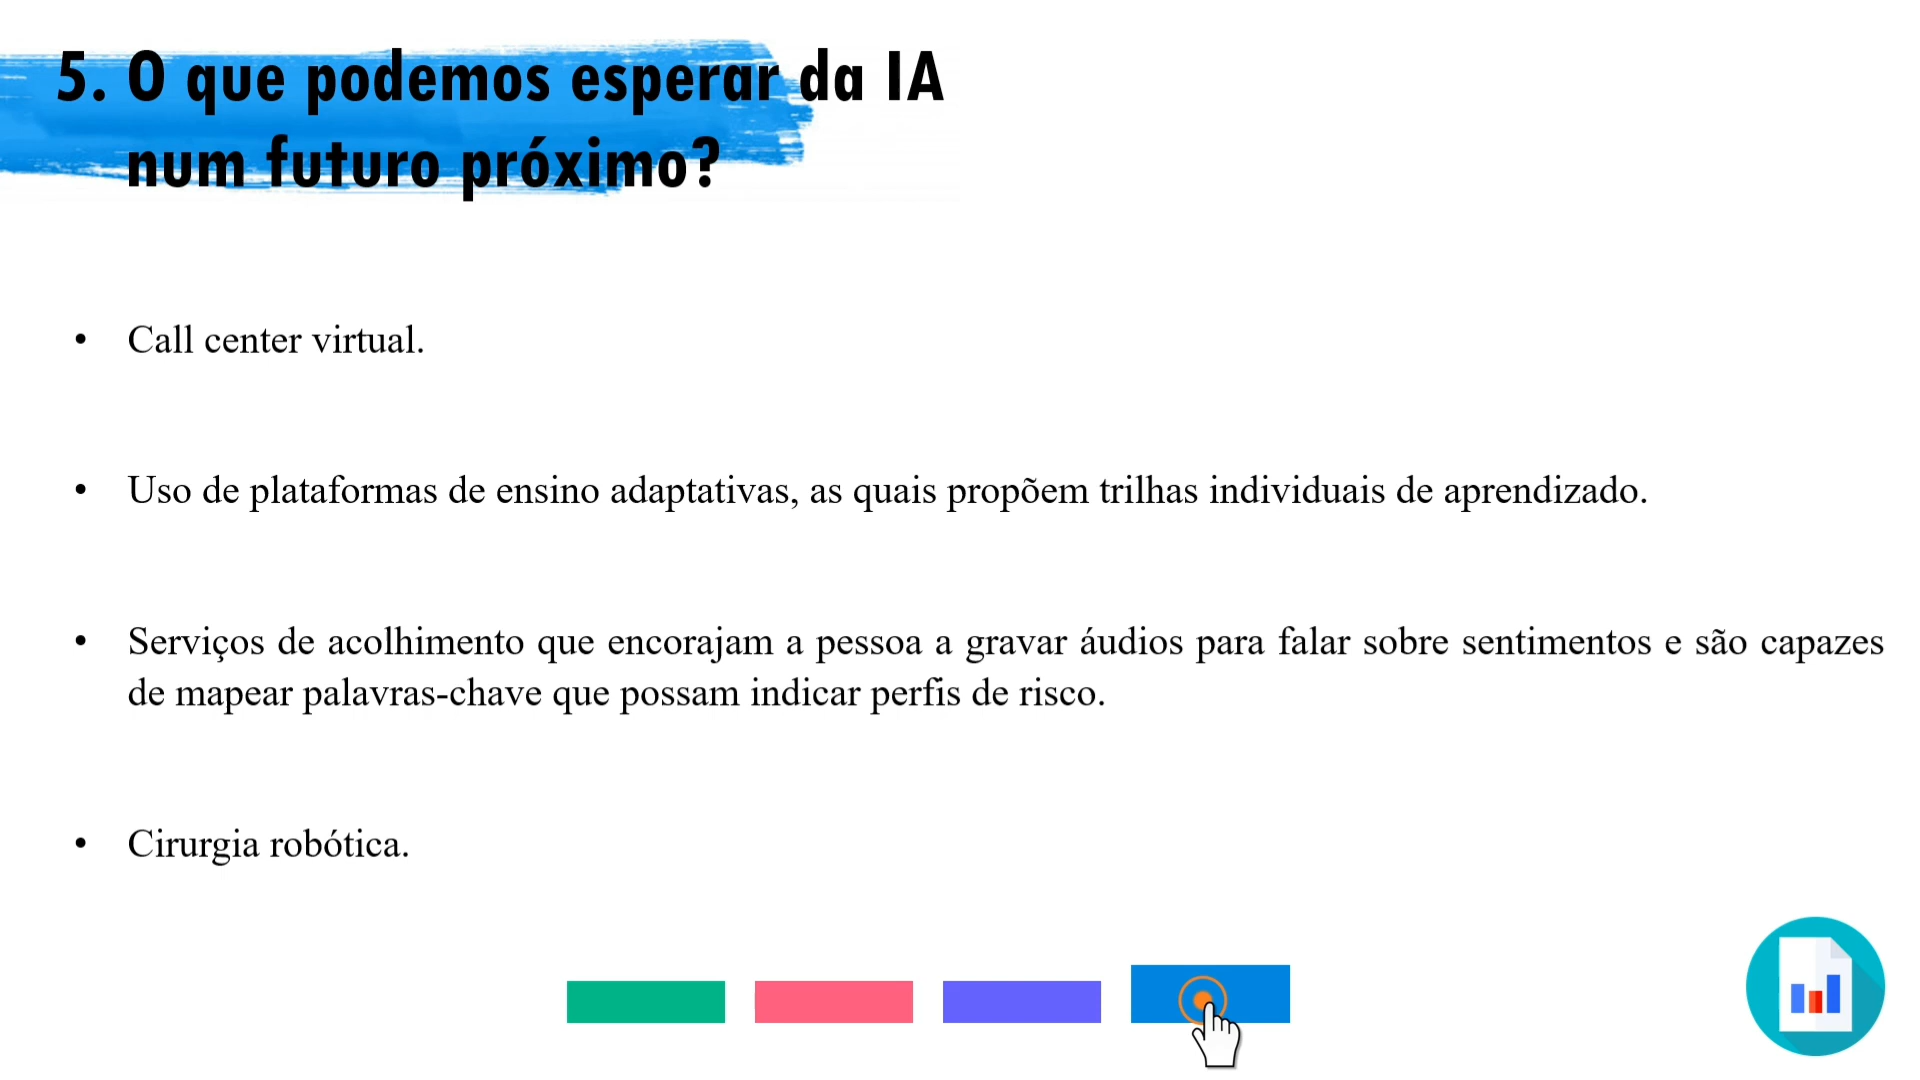 5. O que podemos esperar da IA
num futuro próximo?
• Call center virtual.
• Uso de plataformas de ensino adaptativas, as quais propõem trilhas individuais de aprendizado.
• Serviços de acolhimento que encorajam a pessoa a gravar áudios para falar sobre sentimentos e são capazes
de mapear palavras-chave que possam indicar perfis de risco.
• Cirurgia robótica.